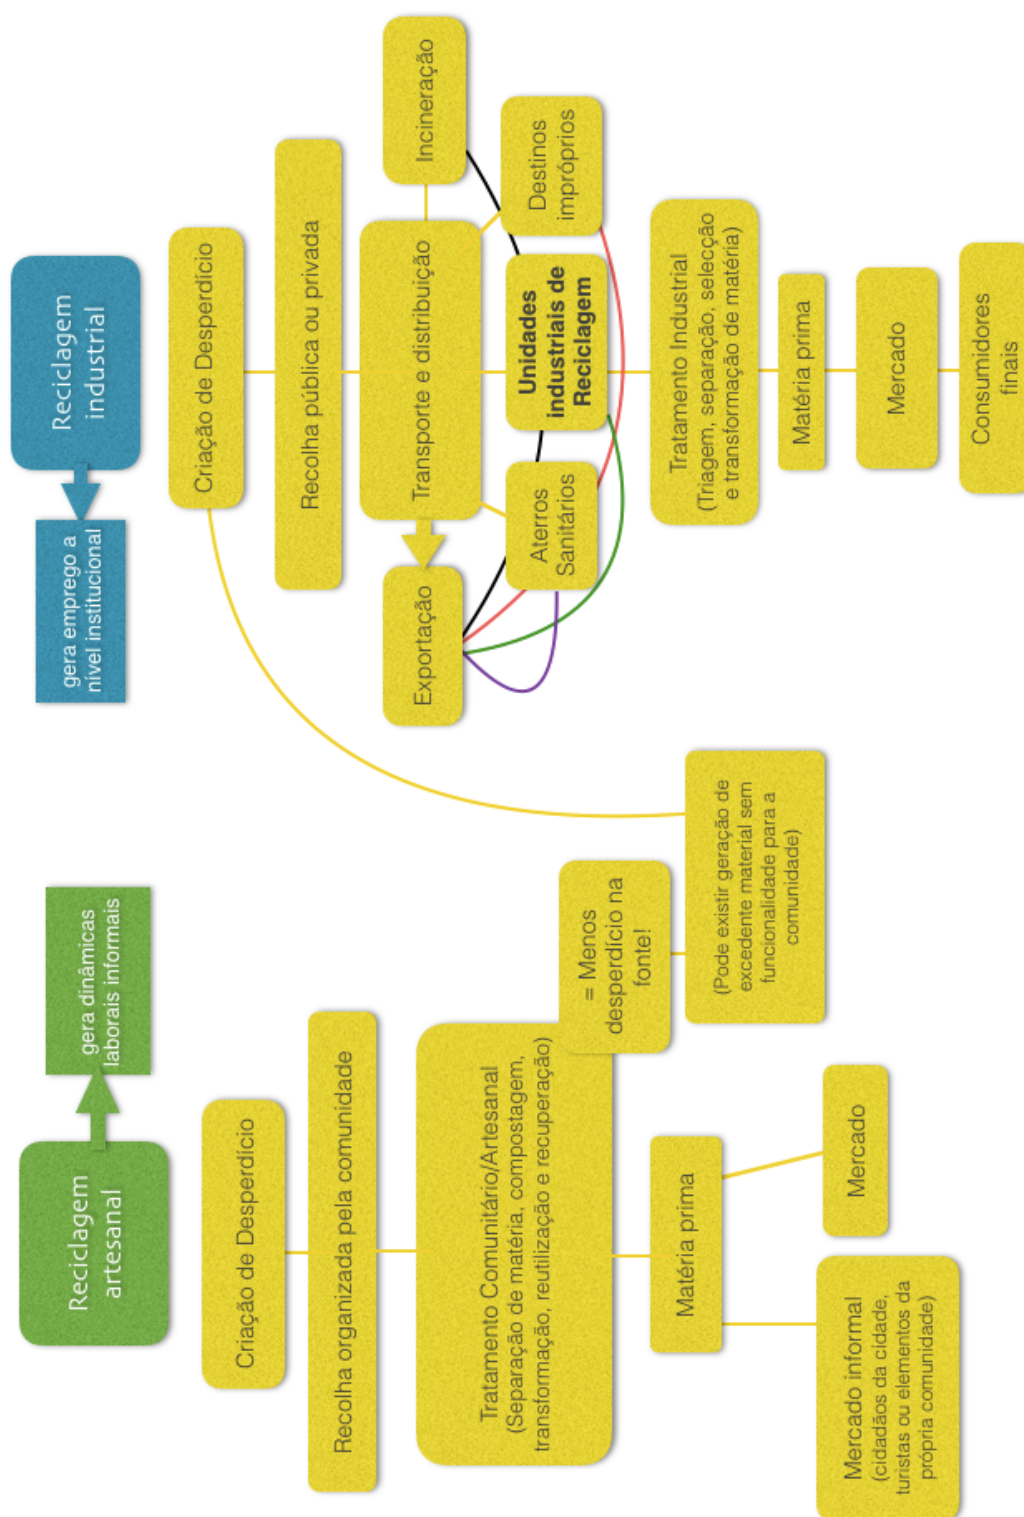 Reciclagem
artesanal
gera dinâmicas
laborais informais
Criação de Desperdício
Recolha organizada pela comunidade
Tratamento Comunitário/Artesanal
(Separação de matéria, compostagem,
transformação, reutilização e recuperação)
= Menos
desperdício na
fonte!
(Pode existir geração de
excedente material sem
funcionalidade para a
comunidade)
Matéria prima
Mercado informal
(cidadãos da cidade,
turistas ou elementos da
própria comunidade)
Mercado
gera emprego a
nível institucional
Reciclagem
industrial
Criação de Desperdício
Recolha pública ou privada
Exportação
Transporte e distribuição
Incineração
Aterros
Sanitários
Unidades
industriais de
Reciclagem
Destinos
impróprios
Tratamento Industrial
(Triagem, separação, selecção
e transformação de matéria)
Matéria prima
Mercado
Consumidores
finais